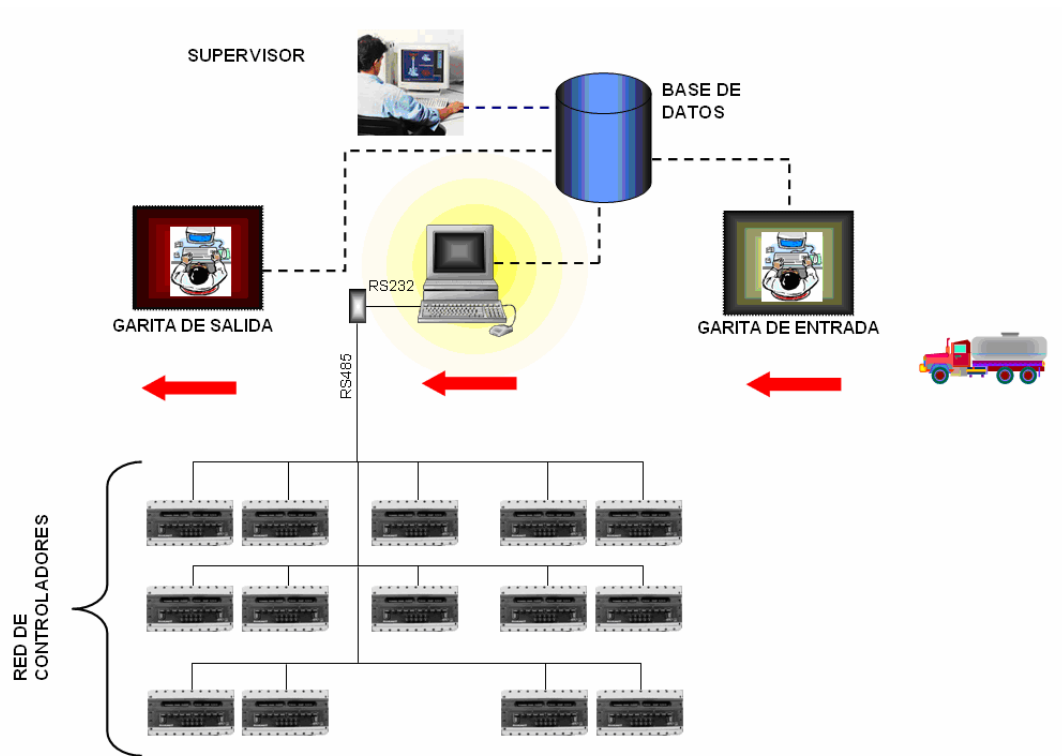 SUPERVISOR
BASE DE
DATOS
RS232
GARITA DE SALIDA
GARITA DE ENTRADA
RS485
RED DE
CONTROLADORES